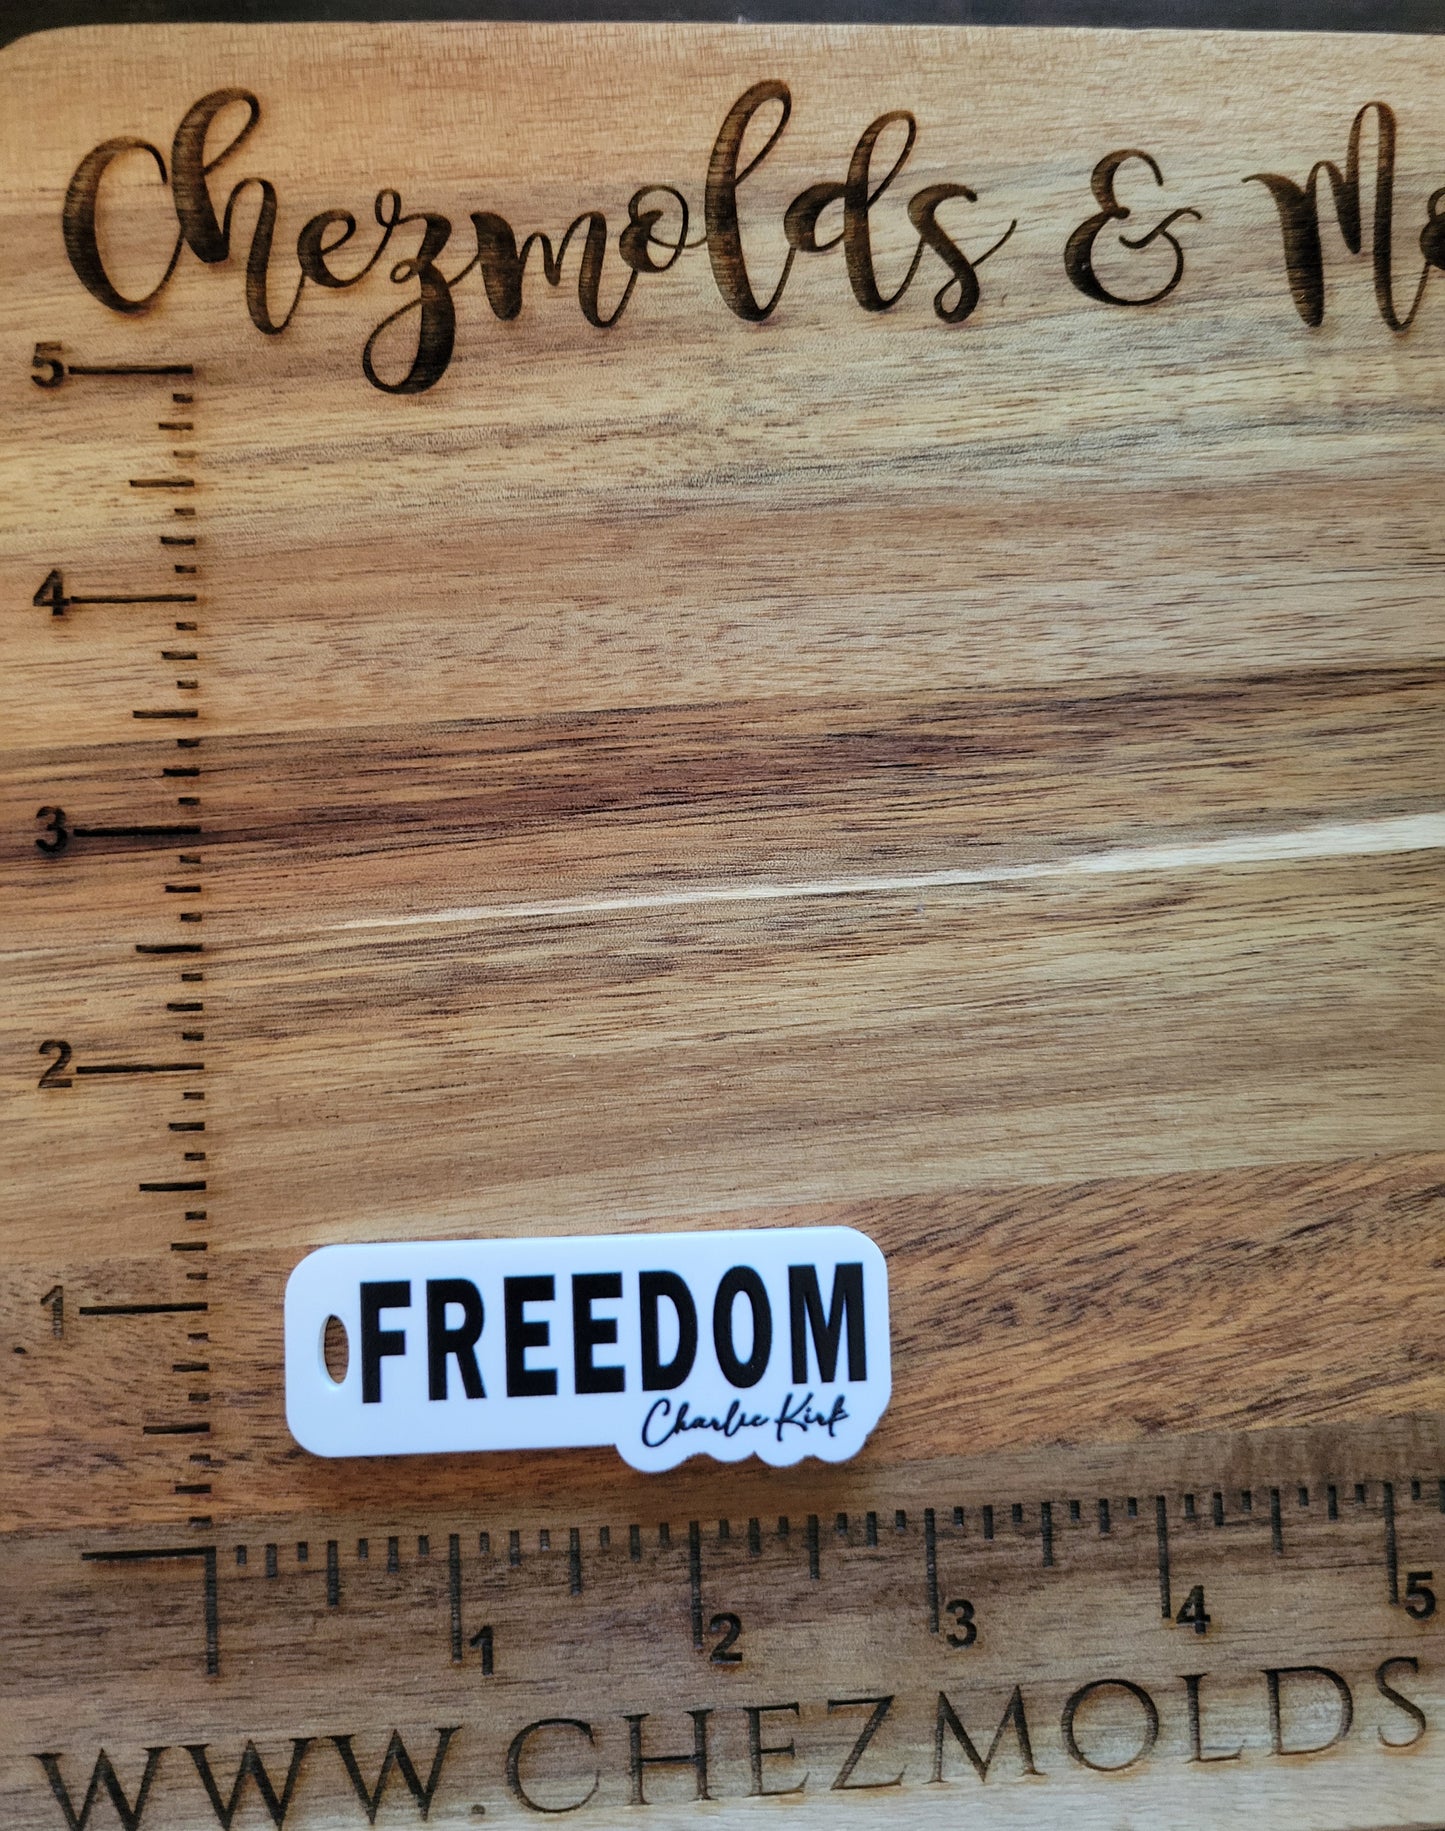 Chezmolds & Mo
5
4
3
2
1
FREEDOM
Charlie Kirk
1 2 3 4 5
WWW.CHEZMOLDS